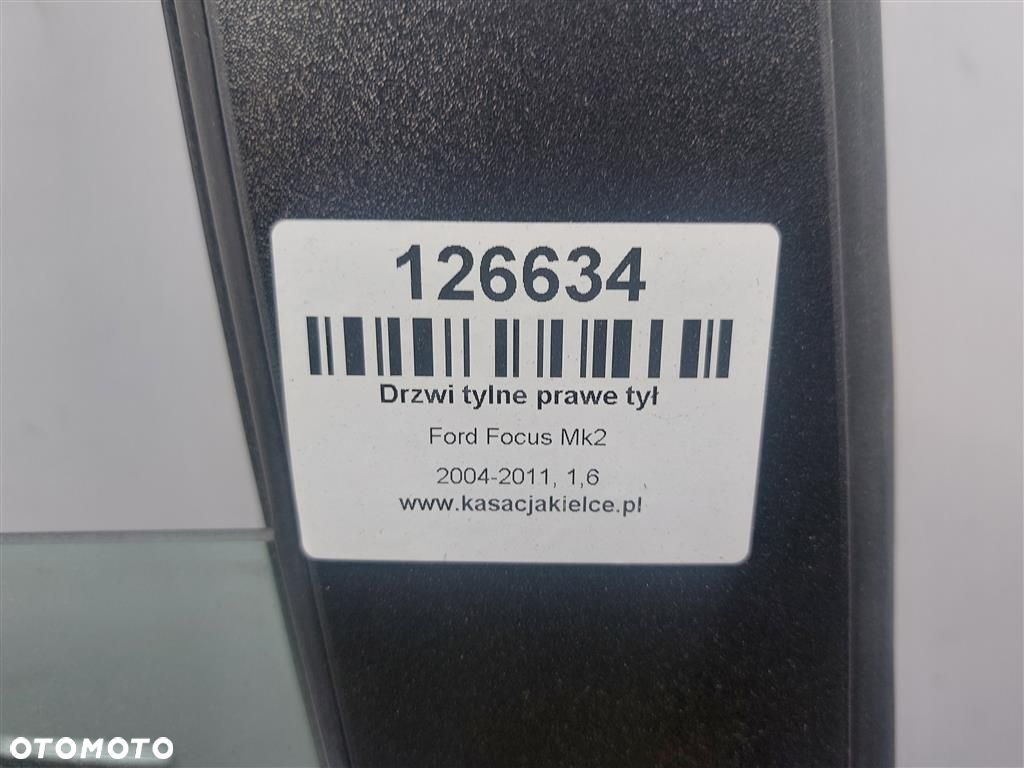 126634
Drzwi tylne prawe tył
Ford Focus Mk2
2004-2011, 1,6
www.kasacjakielce.pl
OTOMOTO